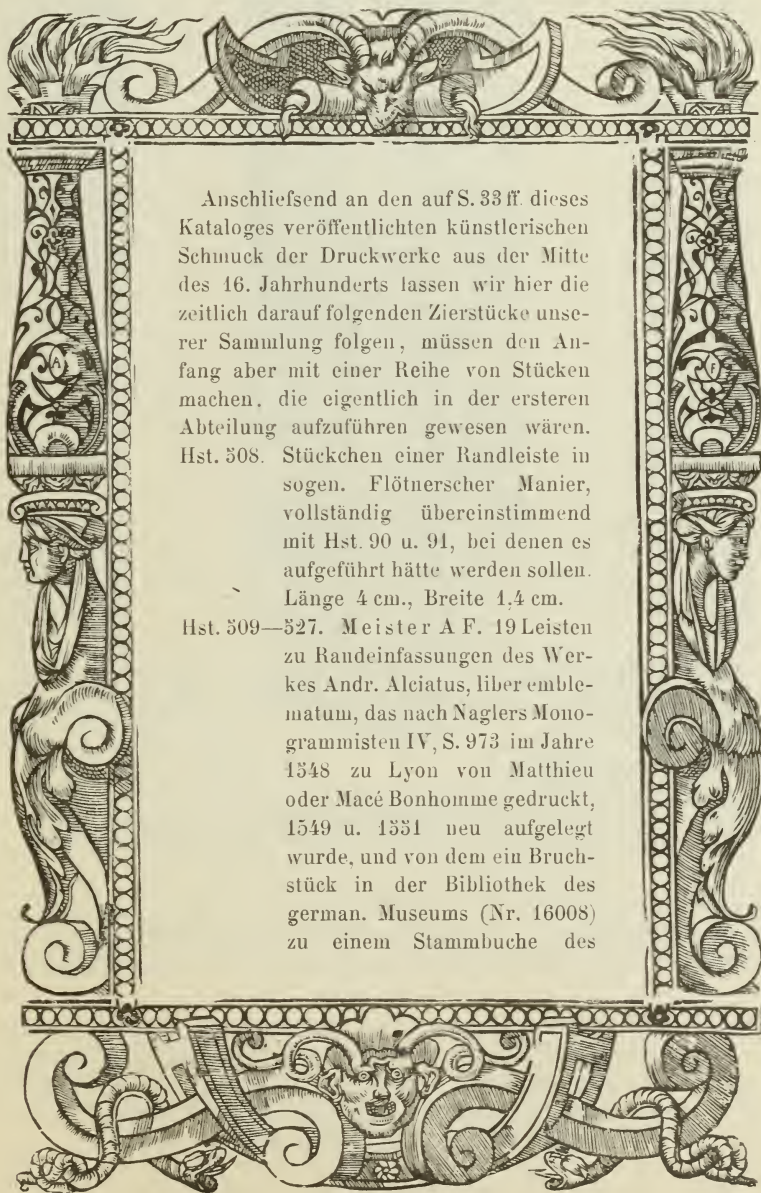 Anschliefsend an den auf S. 33 ff. dieses
Kataloges veröffentlichten künstlerischen
Schmuck der Druckwerke aus der Mitte
des 16. Jahrhunderts lassen wir hier die
zeitlich darauf folgenden Zierstücke unse-
rer Sammlung folgen, müssen den An-
fang aber mit einer Reihe von Stücken
machen, die eigentlich in der ersteren
Abteilung aufzuführen gewesen wären.
Hst. 508. Stückchen einer Randleiste in
sogen. Flötnerscher Manier,
vollständig übereinstimmend
mit Hst. 90 u. 91, bei denen es
aufgeführt hätte werden sollen.
Länge 4 cm., Breite 1,4 cm.
Hst. 509—527. Meister A F. 19 Leisten
zu Randeinfassungen des Wer-
kes Andr. Alciatus, liber emble-
matum, das nach Naglers Mono-
grammisten IV, S. 973 im Jahre
1548 zu Lyon von Matthieu
oder Macé Bonhomme gedruckt,
1549 u. 1551 neu aufgelegt
wurde, und von dem ein Bruch-
stück in der Bibliothek des
german. Museums (Nr. 16008)
zu einem Stammbuche des
A
F